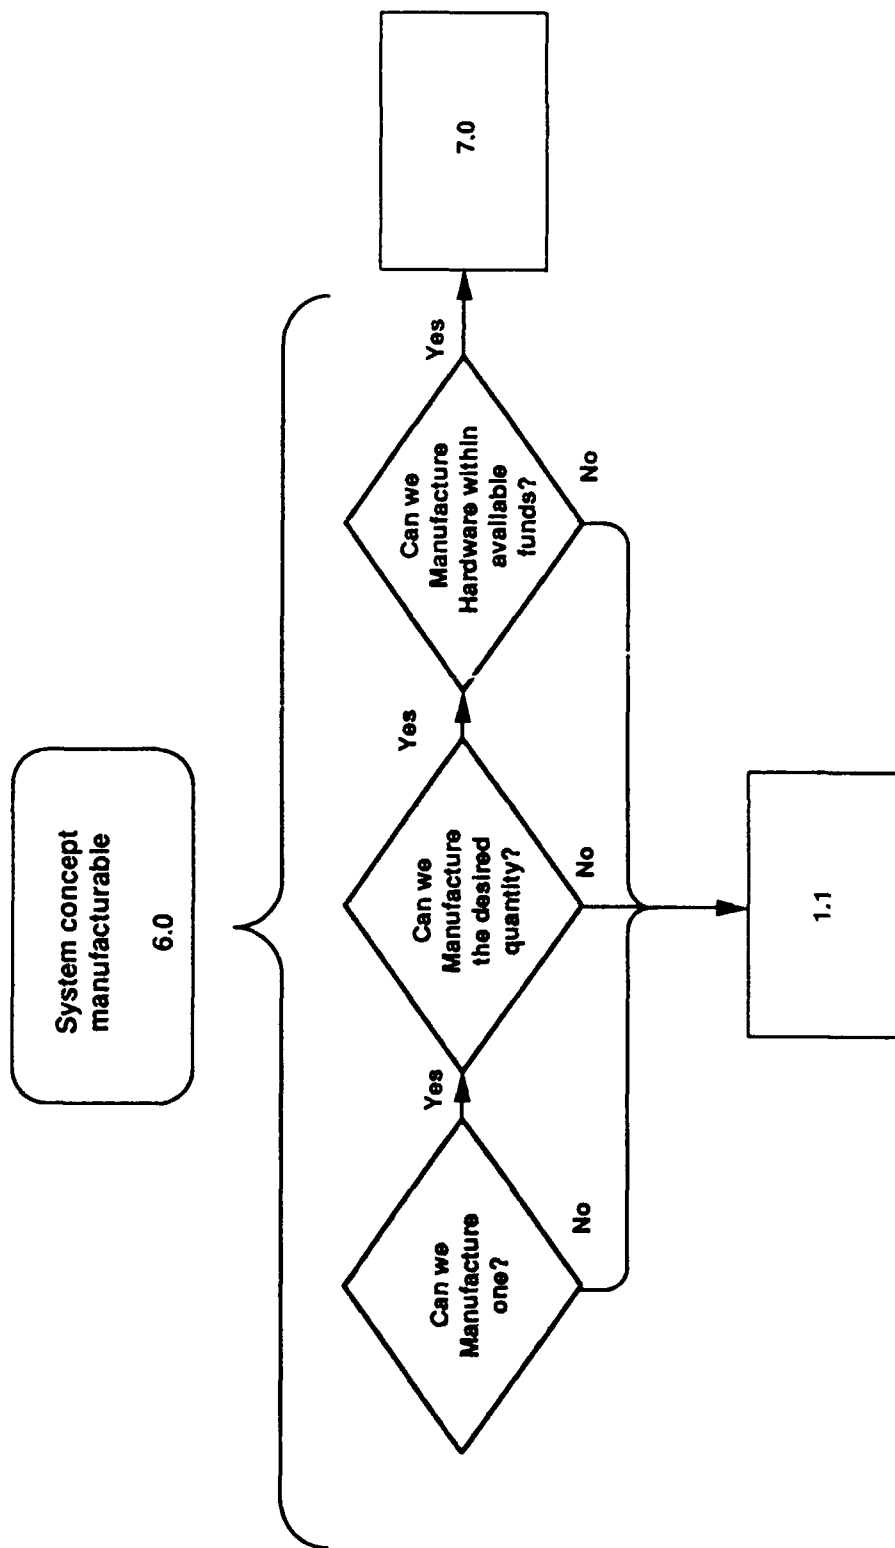 System concept
manufacturable
6.0
Can we
Manufacture
one?
Yes
No
Can we
Manufacture
the desired
quantity?
Yes
No
Can we
Manufacture
Hardware within
available
funds?
Yes
No
7.0
1.1